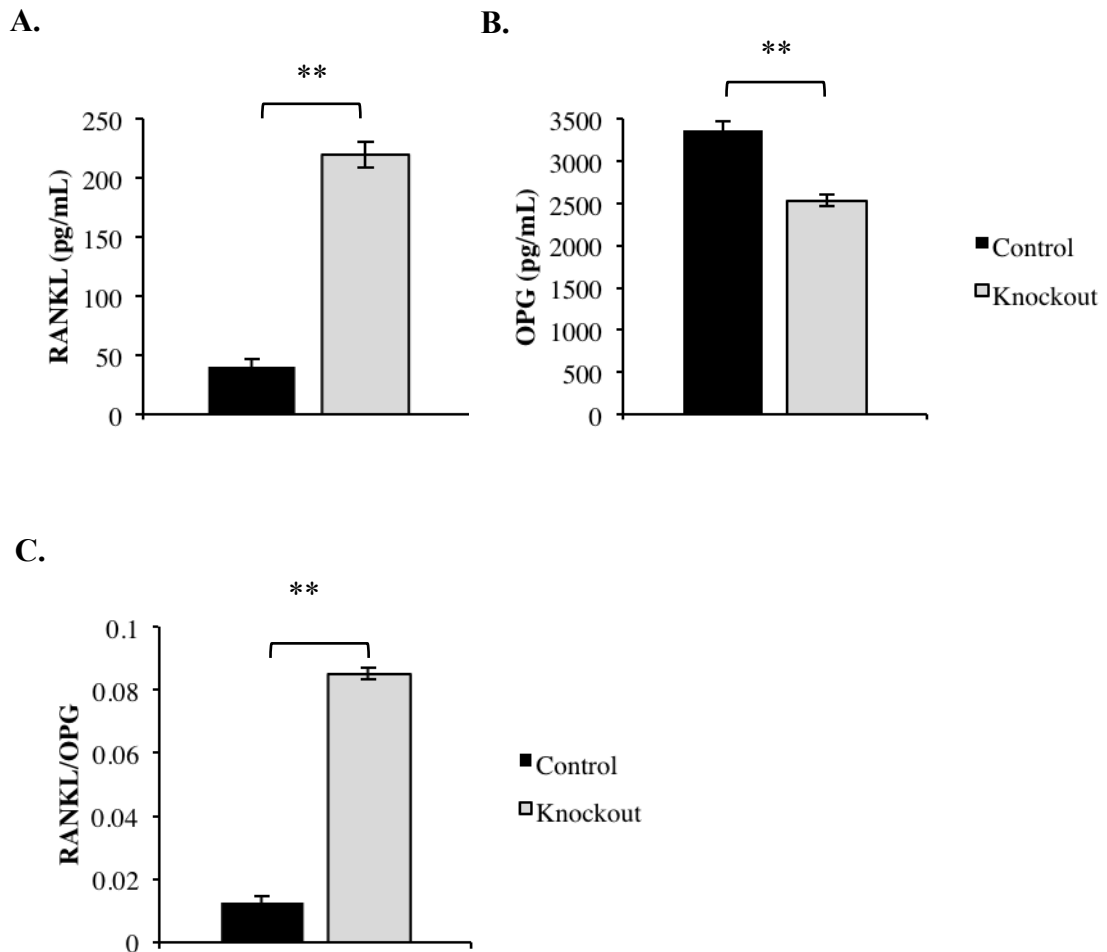 A.
**
RANKL (pg/mL)
250
200
150
100
50
0
B.
**
OPG (pg/mL)
3500
3000
2500
2000
1500
1000
500
0
Control
Knockout
C.
**
RANKL/OPG
0.1
0.08
0.06
0.04
0.02
0
Control
Knockout